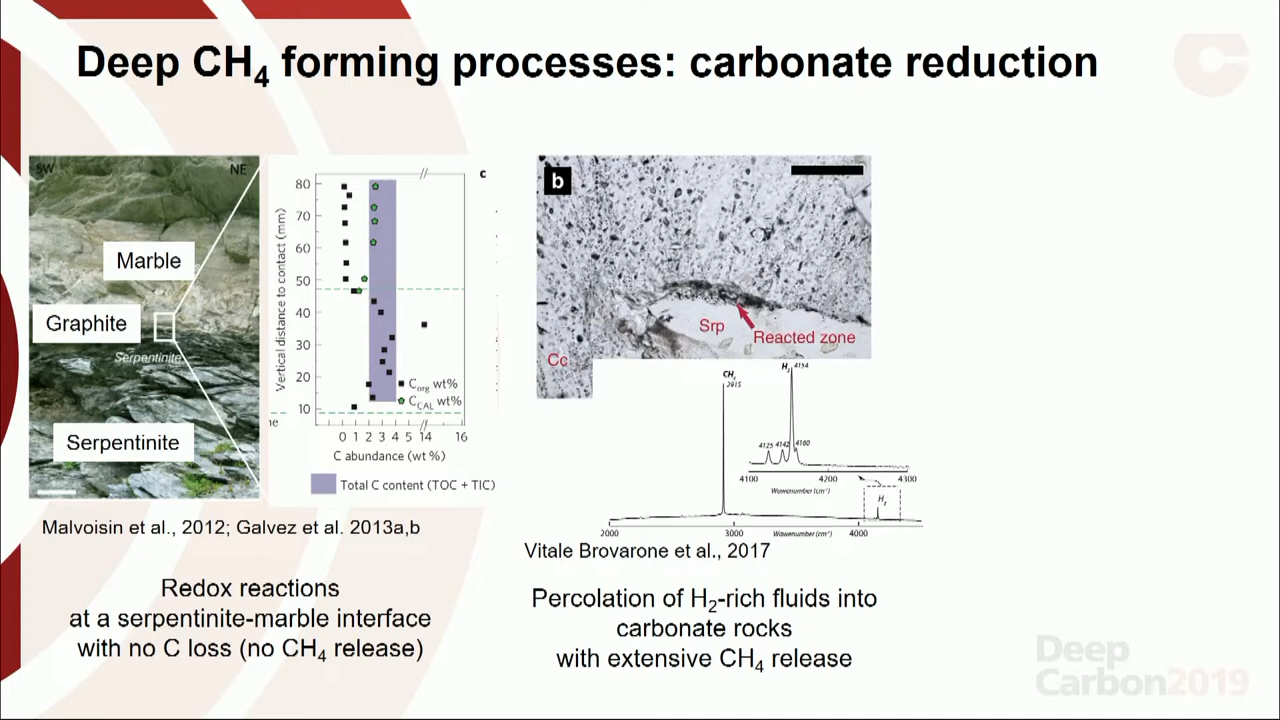 Deep CH4 forming processes: carbonate reduction
SW
NE
Marble
Graphite
Serpentinite
Serpentinite
c
Vertical distance to contact (mm)
80
70
60
50
40
30
20
10
0 1 2 3 4 5 14 16
C abundance (wt %)
Corg wt%
CCAL wt%
Total C content (TOC + TIC)
Malvoisin et al., 2012; Galvez et al. 2013a,b
Redox reactions
at a serpentinite-marble interface
with no C loss (no CH4 release)
b
Srp
Reacted zone
Cc
CH4
2915
H2 4154
4125 4142 4160
4100 4200 4300
Wavenumber (cm-1)
H2
2000 3000 4000
Wavenumber (cm-1)
Vitale Brovarone et al., 2017
Percolation of H2-rich fluids into
carbonate rocks
with extensive CH4 release
Deep
Carbon2019